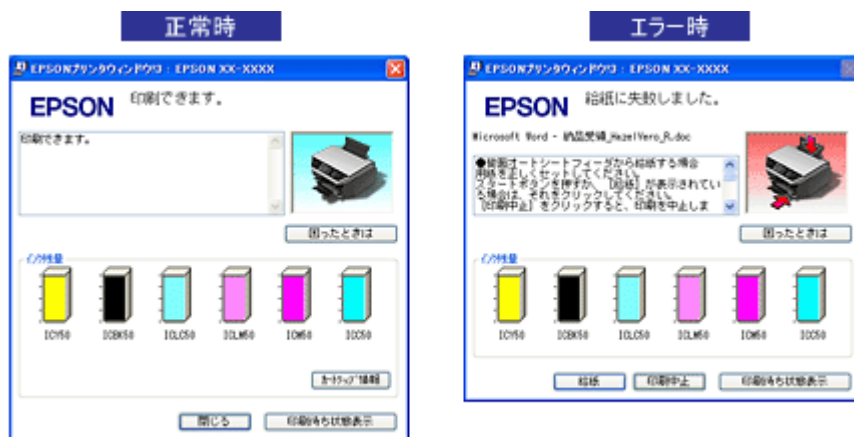 正常時
EPSONプリンタウィンドウ!3 : EPSON XX-XXXX
EPSON
印刷できます。
印刷できます。
困ったときは
インク残量
ICY50
ICBK50
ICLC50
ICLM50
ICM50
ICC50
カートリッジ情報
閉じる
印刷待ち状態表示
エラー時
EPSONプリンタウィンドウ!3 : EPSON XX-XXXX
EPSON
給紙に失敗しました。
Microsoft Word - 納品受領_HazelVero_R.doc
●後面オートシートフィーダから給紙する場合
用紙を正しくセットしてください。
スタートボタンを押すか、[給紙]が表示されてい
る場合は、それをクリックしてください。
[印刷中止]をクリックすると、印刷を中止しま
困ったときは
インク残量
ICY50
ICBK50
ICLC50
ICLM50
ICM50
ICC50
給紙
印刷中止
印刷待ち状態表示